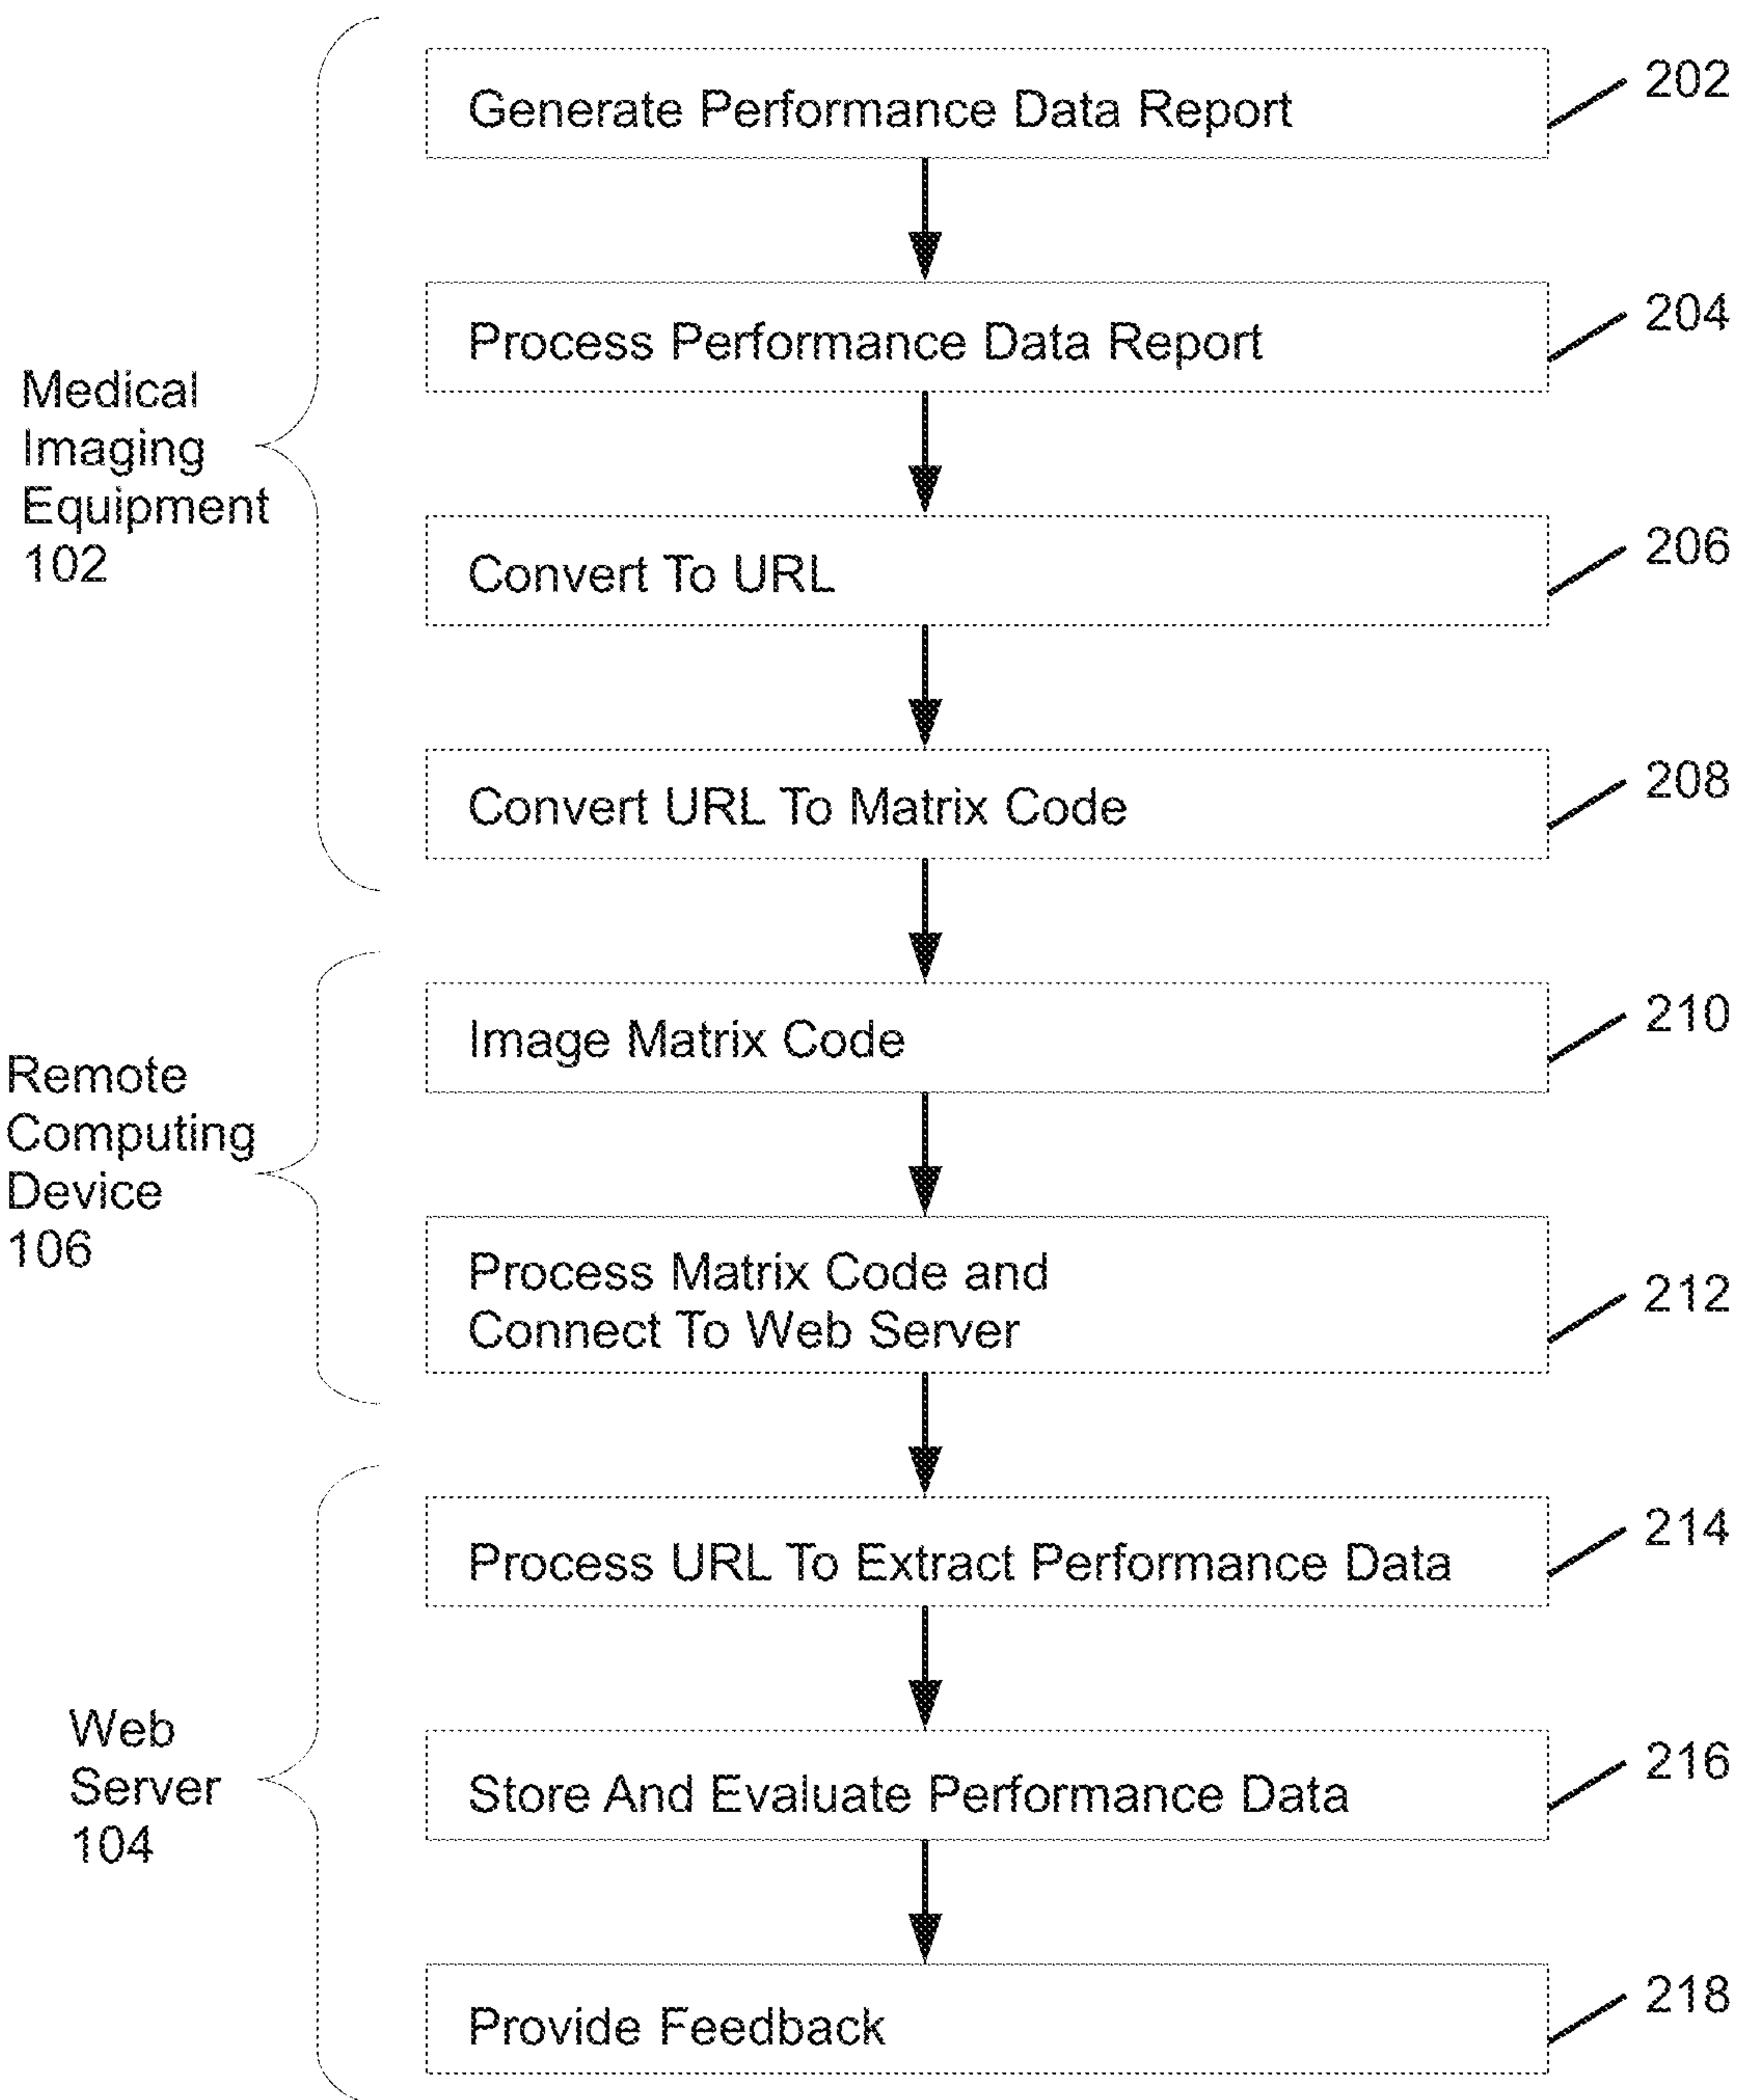 Generate Performance Data Report
202
Process Performance Data Report
204
Medical
Imaging
Equipment
102
Convert To URL
206
Convert URL To Matrix Code
208
Image Matrix Code
210
Remote
Computing
Device
106
Process Matrix Code and
Connect To Web Server
212
Process URL To Extract Performance Data
214
Web
Server
104
Store And Evaluate Performance Data
216
Provide Feedback
218